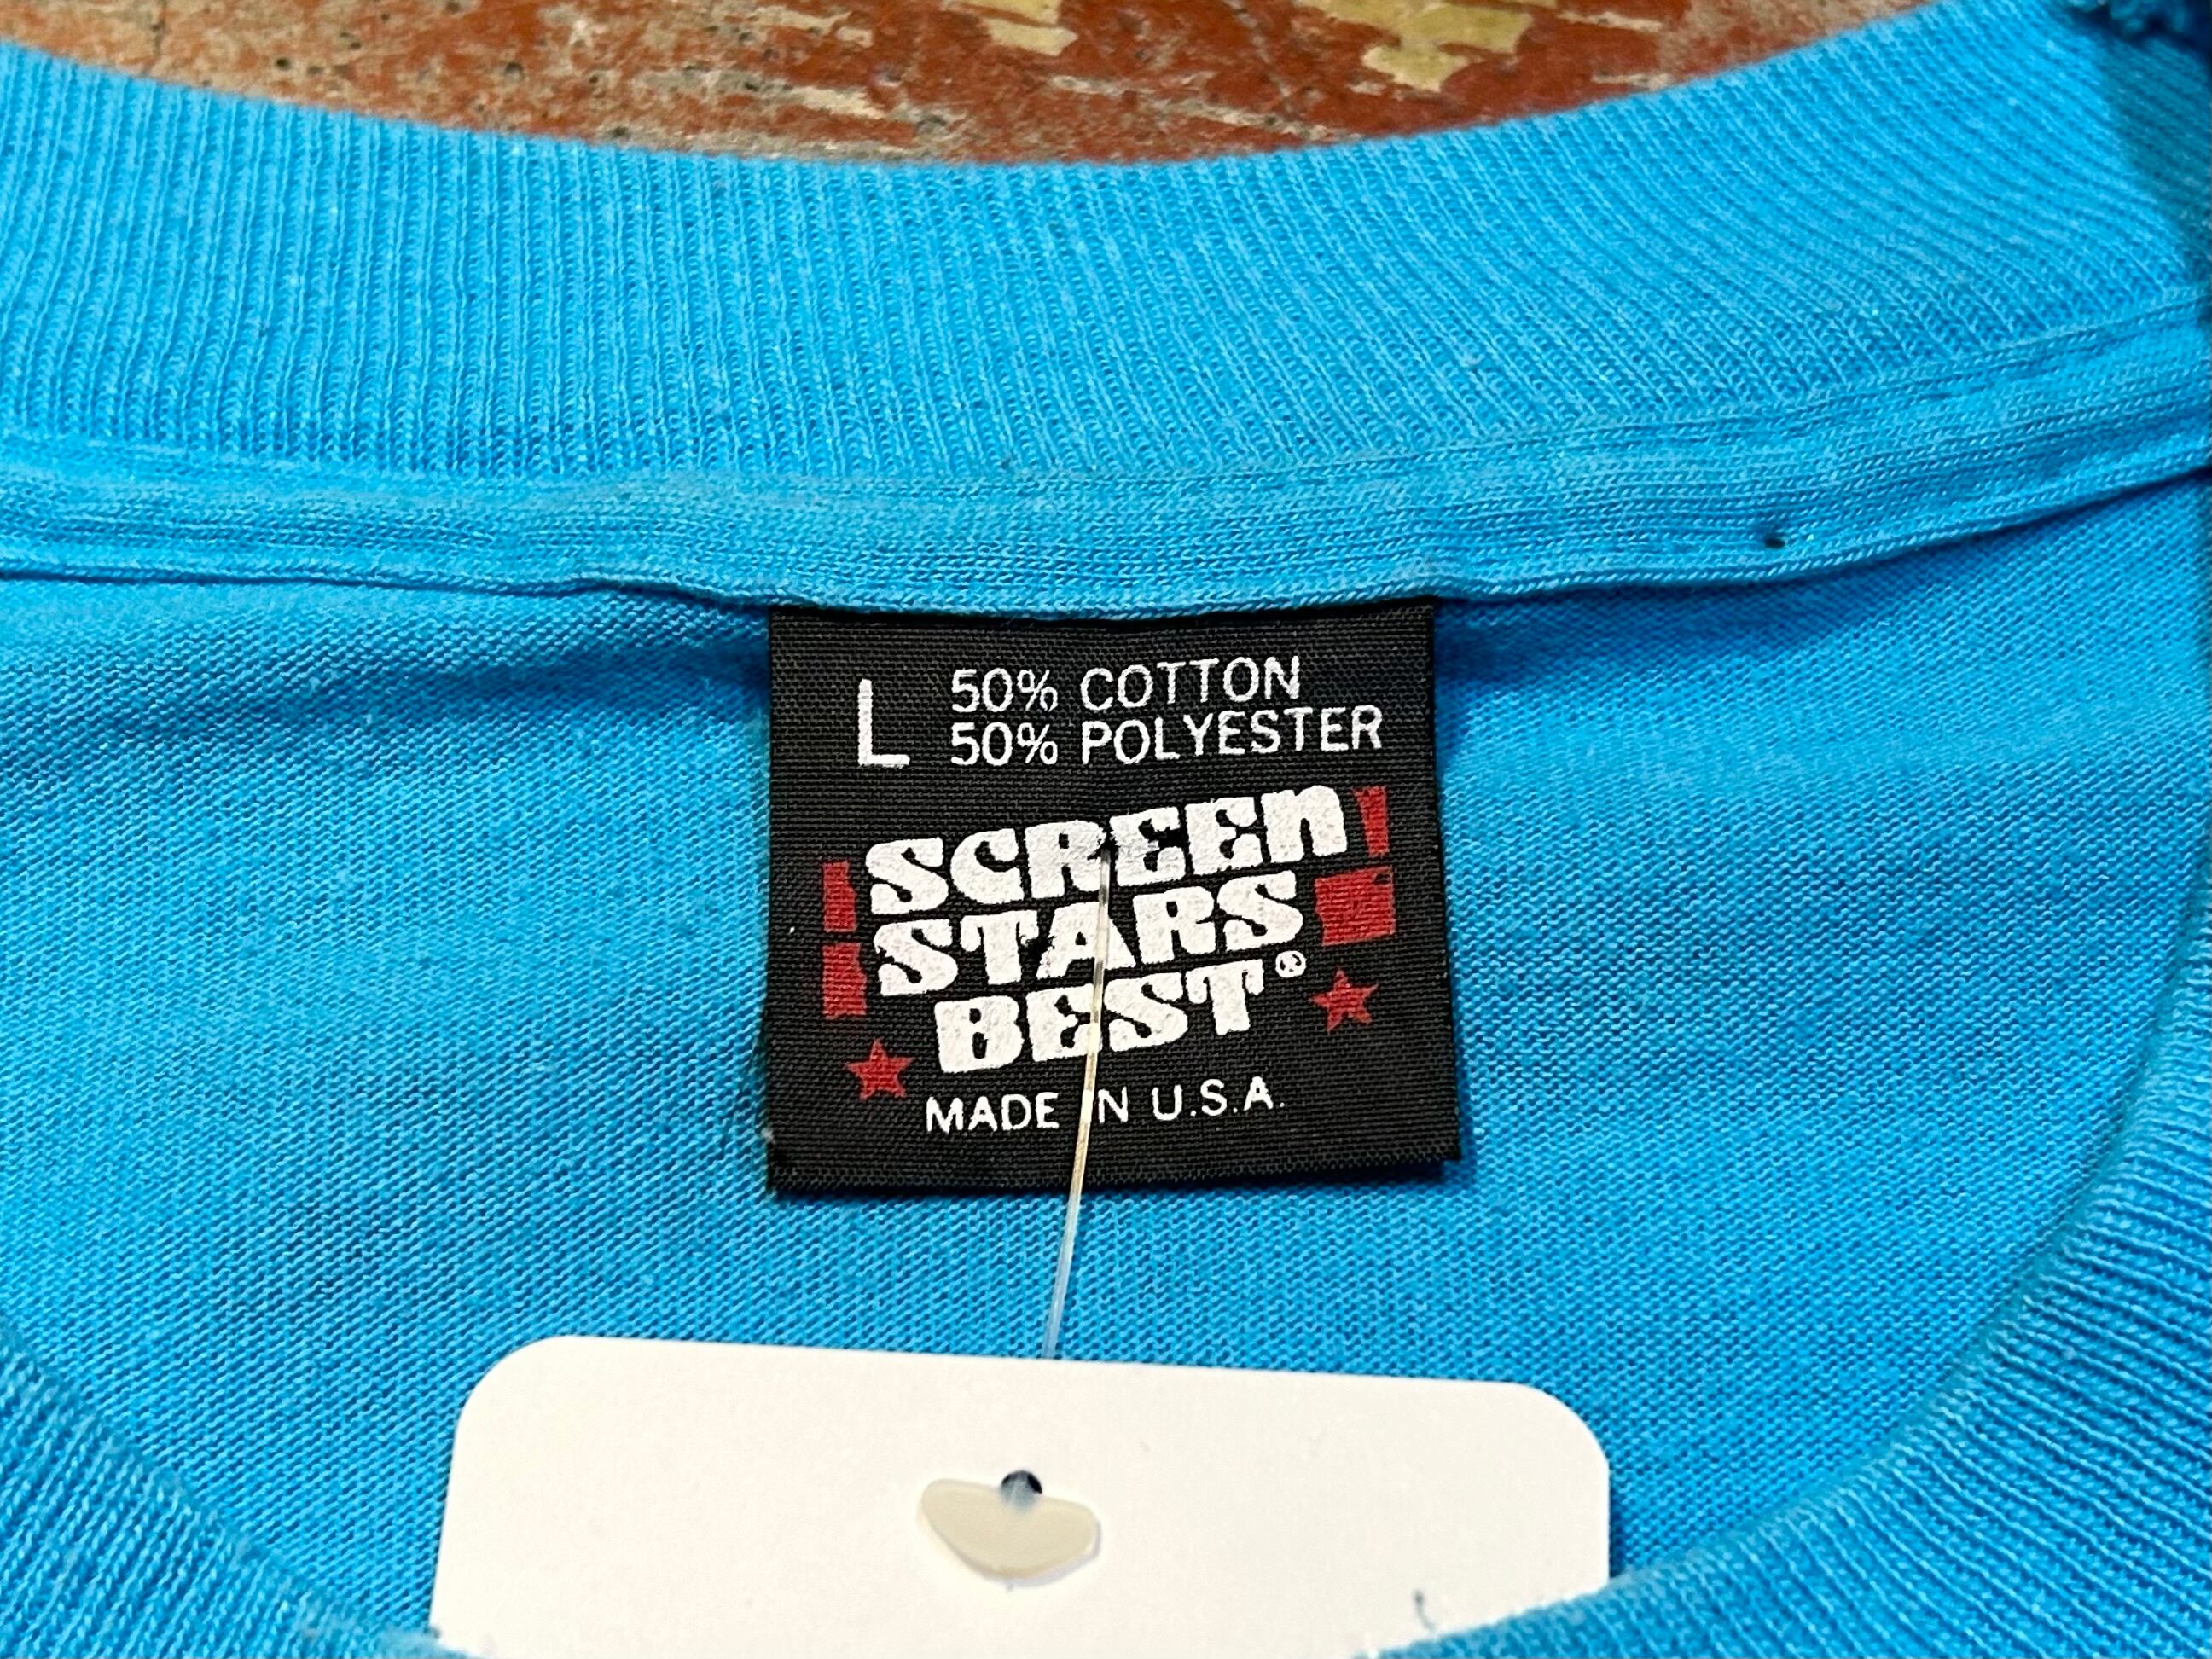 L 50% COTTON
50% POLYESTER
SCREEN
STARS
BEST®
MADE IN U.S.A.